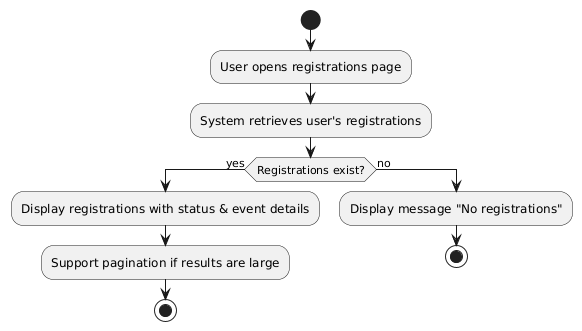 User opens registrations page
System retrieves user's registrations
Registrations exist?
yes
no
Display registrations with status & event details
Display message "No registrations"
Support pagination if results are large